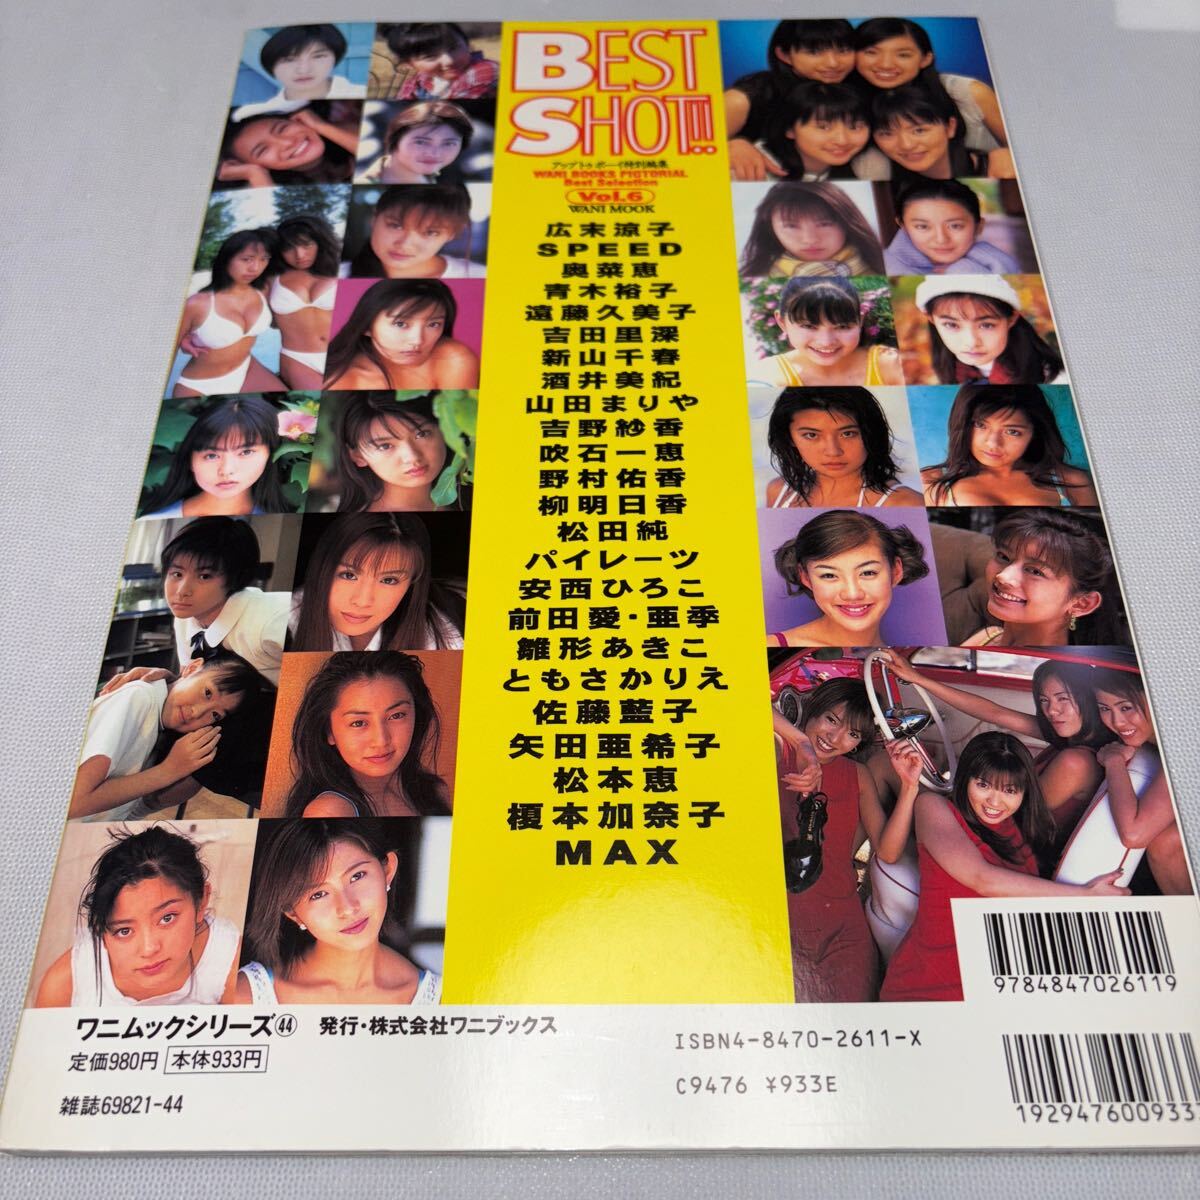 BEST
SHOT!!!
アップトゥボーイ特別編集
WANI BOOKS PICTORIAL
Best Selection
Vol.6
WANI MOOK
広末涼子
SPEED
奥菜恵
青木裕子
遠藤久美子
吉田里深
新山千春
酒井美紀
山田まりや
吉野紗香
吹石一恵
野村佑香
柳明日香
松田純
パイレーツ
安西ひろこ
前田愛・亜季
雛形あきこ
ともさかりえ
佐藤藍子
矢田亜希子
松本恵
榎本加奈子
MAX
9784847026119
ワニムックシリーズ㊹ 発行・株式会社ワニブックス
定価980円 本体933円
雑誌69821-44
ISBN4-8470-2611-X
C9476 ¥933E
192947600933